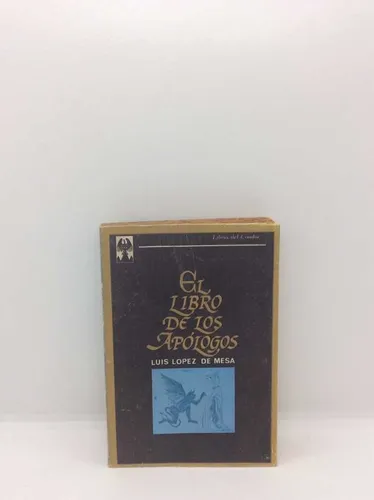 Libros del Cóndor
EL
LIBRO
DE LOS
APÓLOGOS
LUIS LOPEZ DE MESA